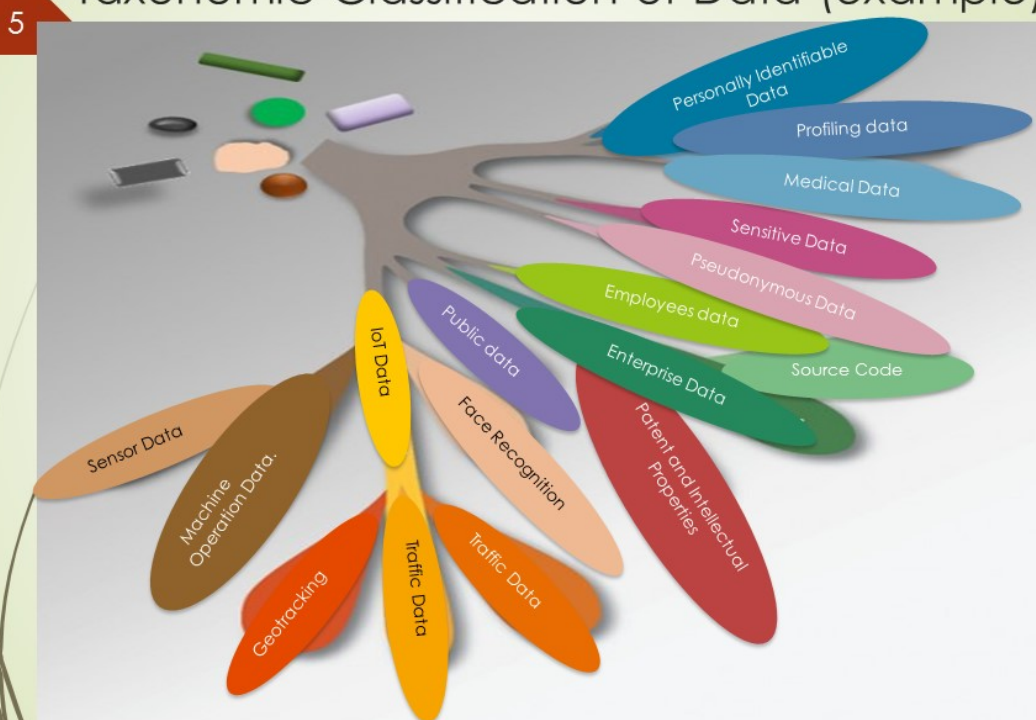 5
Taxonomic Classification of Data (example)
Personally Identifiable
Data
Profiling data
Medical Data
Sensitive Data
Pseudonymous Data
Employees data
Source Code
Enterprise Data
Public data
IoT Data
Patent and Intellectual
Properties
Face Recognition
Sensor Data
Machine
Operation Data.
Geotracking
Traffic Data
Traffic Data